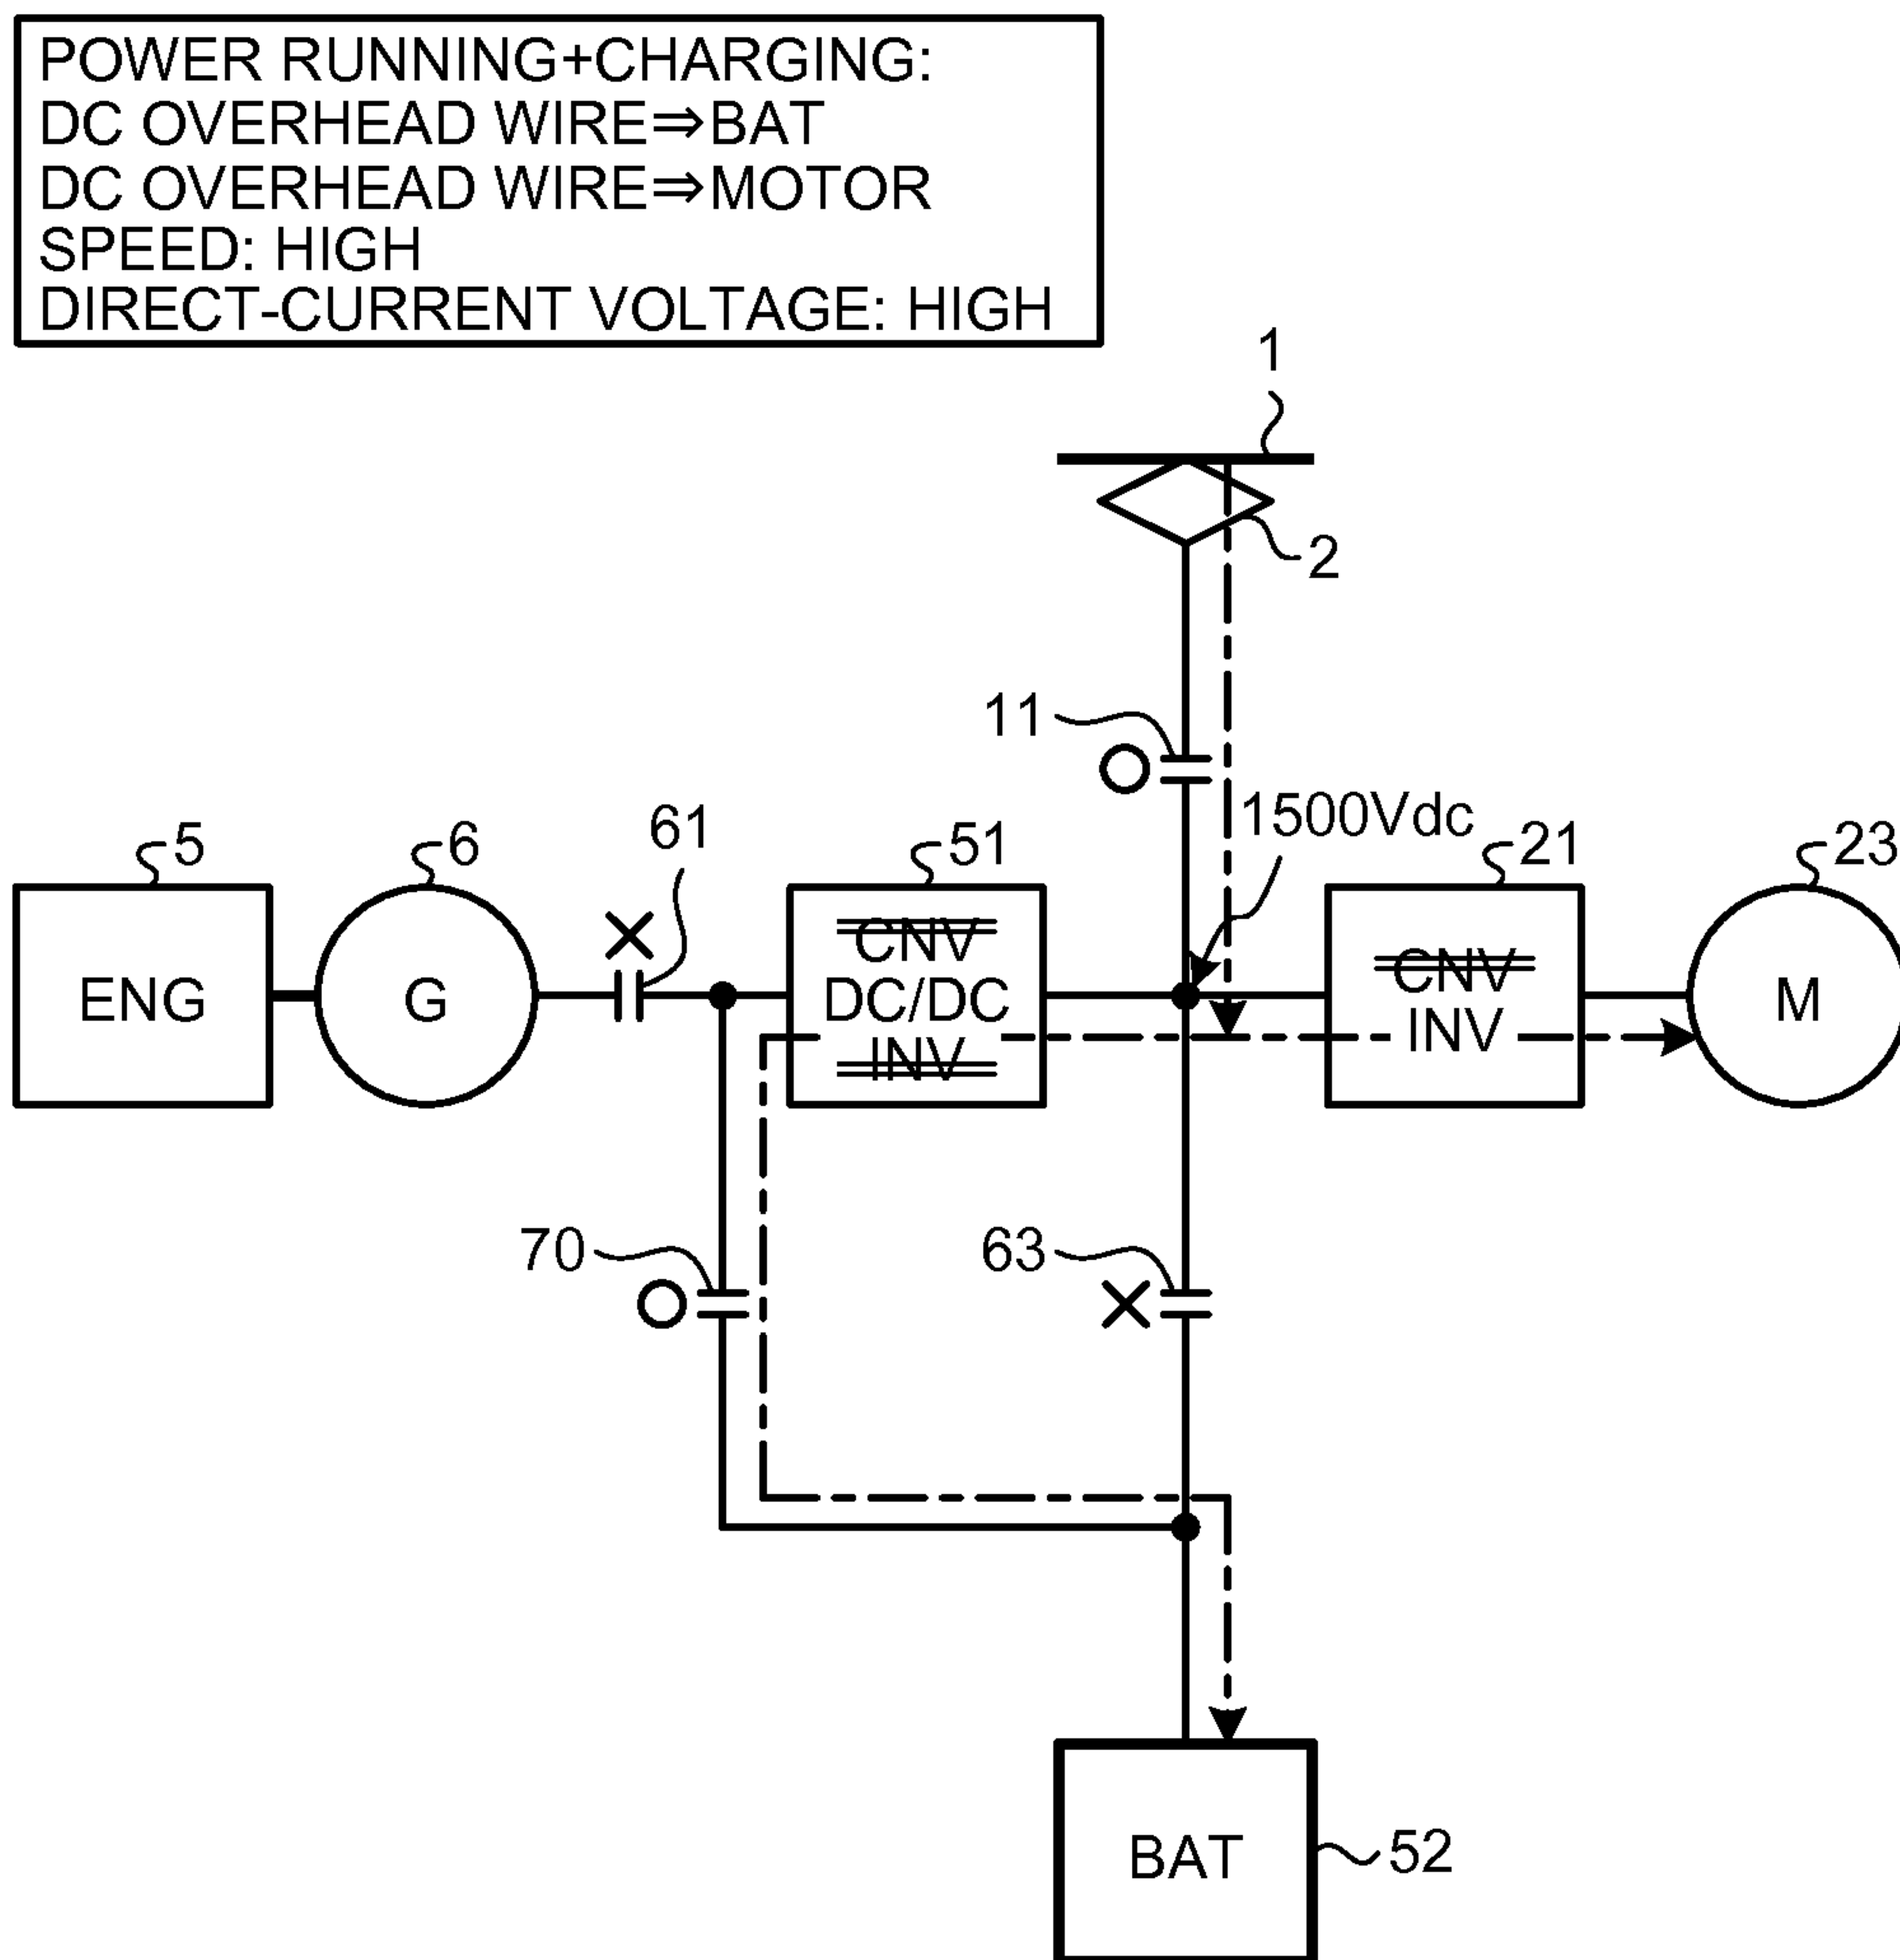 POWER RUNNING+CHARGING:
DC OVERHEAD WIRE⇒BAT
DC OVERHEAD WIRE⇒MOTOR
SPEED: HIGH
DIRECT-CURRENT VOLTAGE: HIGH
1
2
11
1500Vdc
5
6
61
51
21
23
ENG
G
CNV
DC/DC
INV
CNV
INV
M
70
63
BAT
52